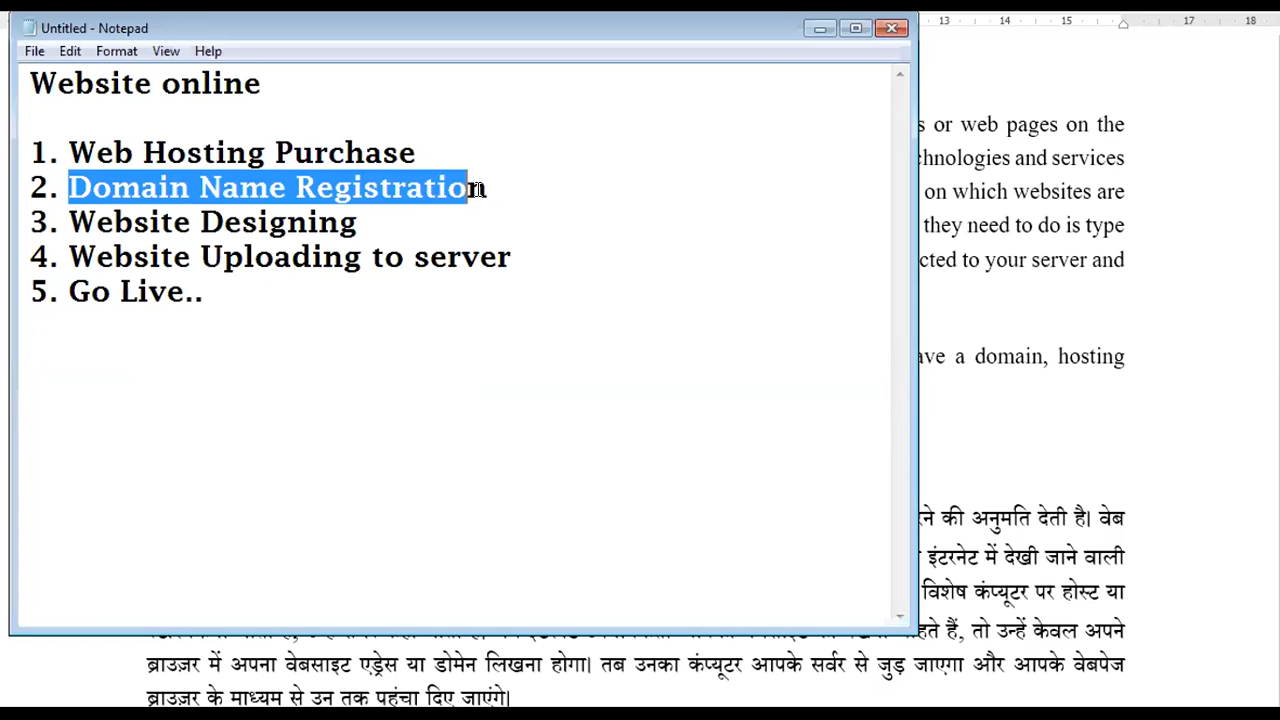 Untitled - Notepad
File Edit Format View Help
Website online
1. Web Hosting Purchase
2. Domain Name Registration
3. Website Designing
4. Website Uploading to server
5. Go Live..
13 14 15 17 18
or web pages on the
and services
on which websites are
they need to do is type
to your server and
a domain, hosting
की अनुमति देती है। वेब
इंटरनेट में देखी जाने वाली
विशेष कंप्यूटर पर होस्ट या
हैं, तो उन्हें केवल अपने
ब्राउज़र में अपना वेबसाइट एड्रेस या डोमेन लिखना होगा। तब उनका कंप्यूटर आपके सर्वर से जुड़ जाएगा और आपके वेबपेज
ब्राउज़र के माध्यम से उन तक पहुंचा दिए जाएंगे।